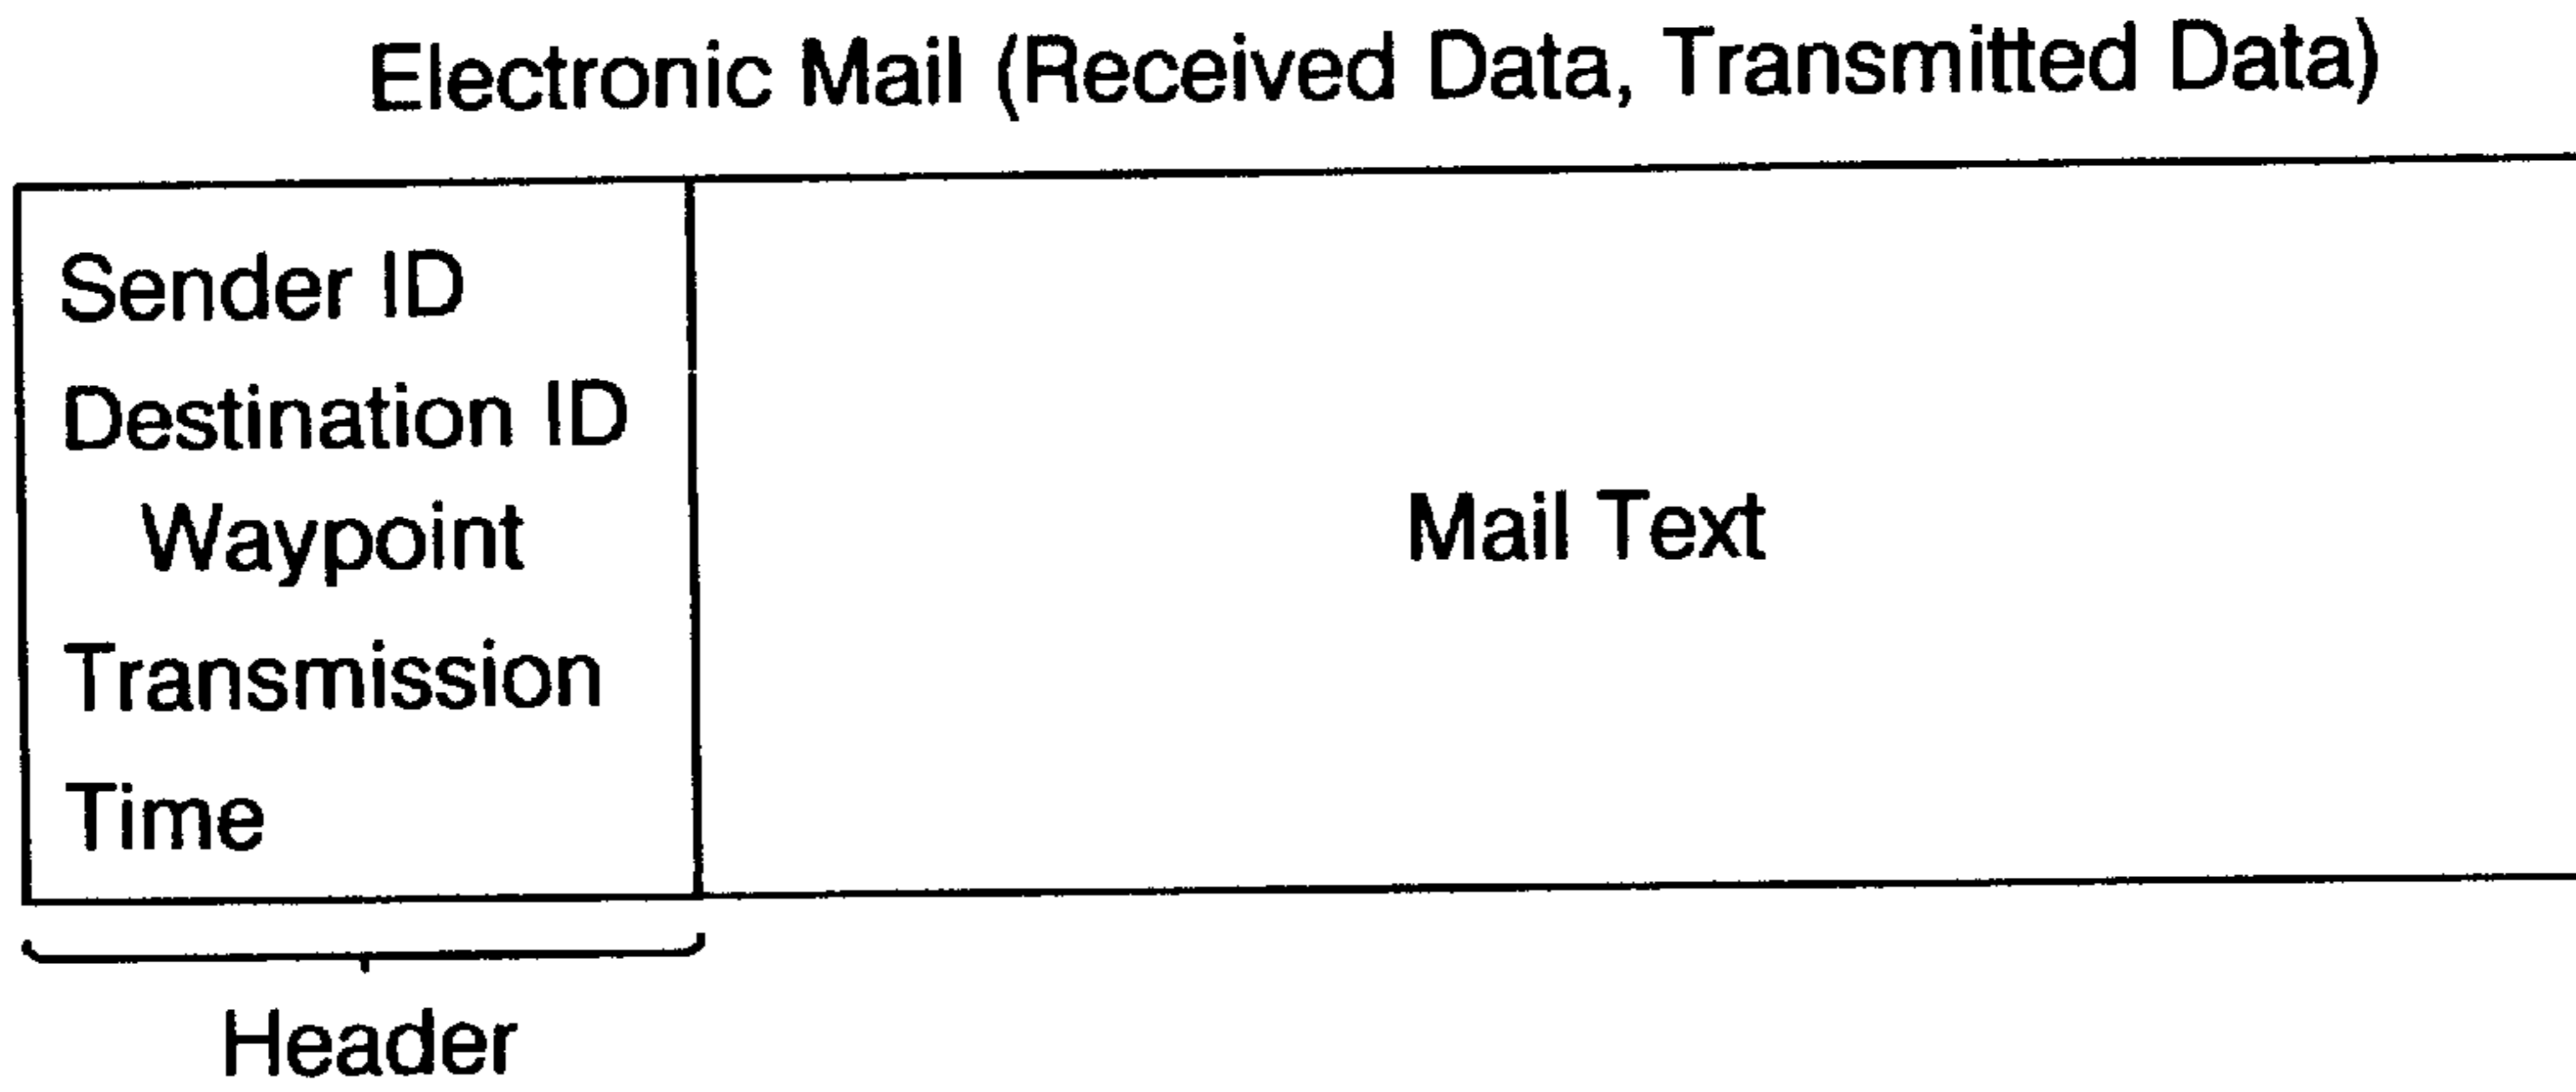 Electronic Mail (Received Data, Transmitted Data)
Sender ID
Destination ID
Waypoint
Transmission
Time
Mail Text
Header